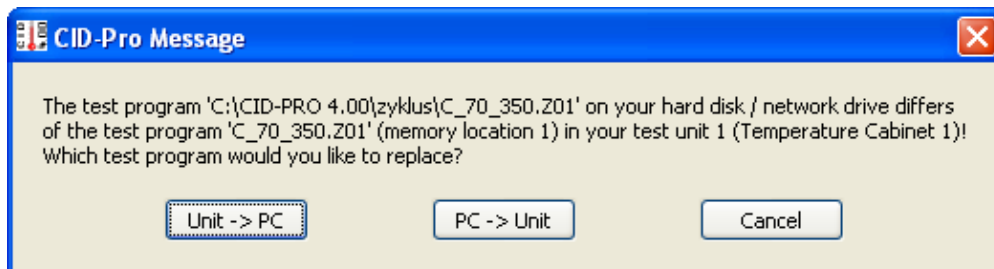 CID-Pro Message
The test program 'C:\CID-PRO 4.00\zyklus\C_70_350.Z01' on your hard disk / network drive differs
of the test program 'C_70_350.Z01' (memory location 1) in your test unit 1 (Temperature Cabinet 1)!
Which test program would you like to replace?
Unit -> PC PC -> Unit Cancel